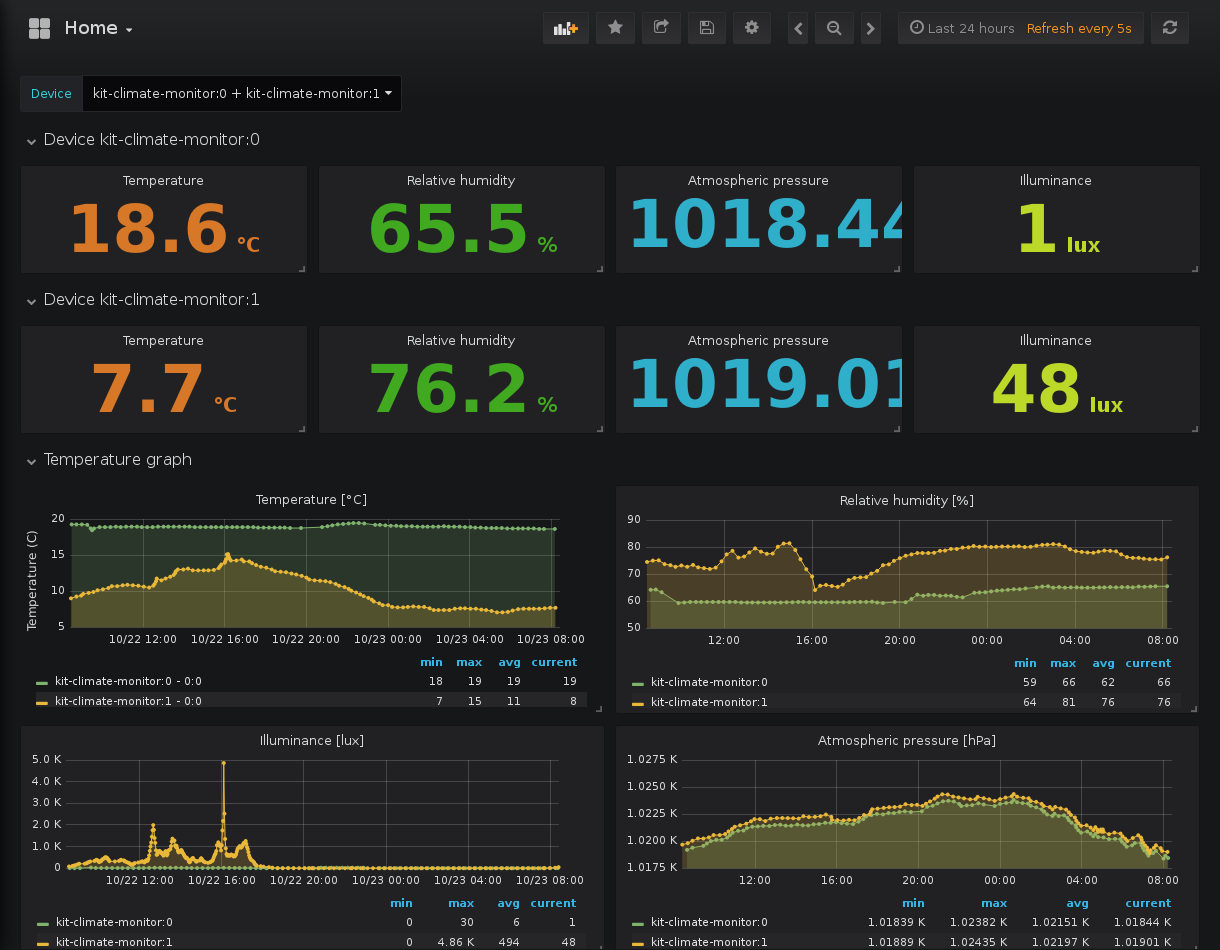 Home
Last 24 hours Refresh every 5s
Device kit-climate-monitor:0 + kit-climate-monitor:1
Device kit-climate-monitor:0
Temperature Relative humidity Atmospheric pressure Illuminance
18.6 °C 65.5 % 1018.44 1 lux
Device kit-climate-monitor:1
Temperature Relative humidity Atmospheric pressure Illuminance
7.7 °C 76.2 % 1019.01 48 lux
Temperature graph
Temperature [°C]
Temperature (C)
20
15
10
5
10/22 12:00 10/22 16:00 10/22 20:00 10/23 00:00 10/23 04:00 10/23 08:00
min max avg current
kit-climate-monitor:0 - 0:0 18 19 19 19
kit-climate-monitor:1 - 0:0 7 15 11 8
Relative humidity [%]
90
80
70
60
50
12:00 16:00 20:00 00:00 04:00 08:00
min max avg current
kit-climate-monitor:0 59 66 62 66
kit-climate-monitor:1 64 81 76 76
Illuminance [lux]
5.0 K
4.0 K
3.0 K
2.0 K
1.0 K
0
10/22 12:00 10/22 16:00 10/22 20:00 10/23 00:00 10/23 04:00 10/23 08:00
min max avg current
kit-climate-monitor:0 0 30 6 1
kit-climate-monitor:1 0 4.86 K 494 48
Atmospheric pressure [hPa]
1.0275 K
1.0250 K
1.0225 K
1.0200 K
1.0175 K
12:00 16:00 20:00 00:00 04:00 08:00
min max avg current
kit-climate-monitor:0 1.01839 K 1.02382 K 1.02151 K 1.01844 K
kit-climate-monitor:1 1.01889 K 1.02435 K 1.02197 K 1.01901 K